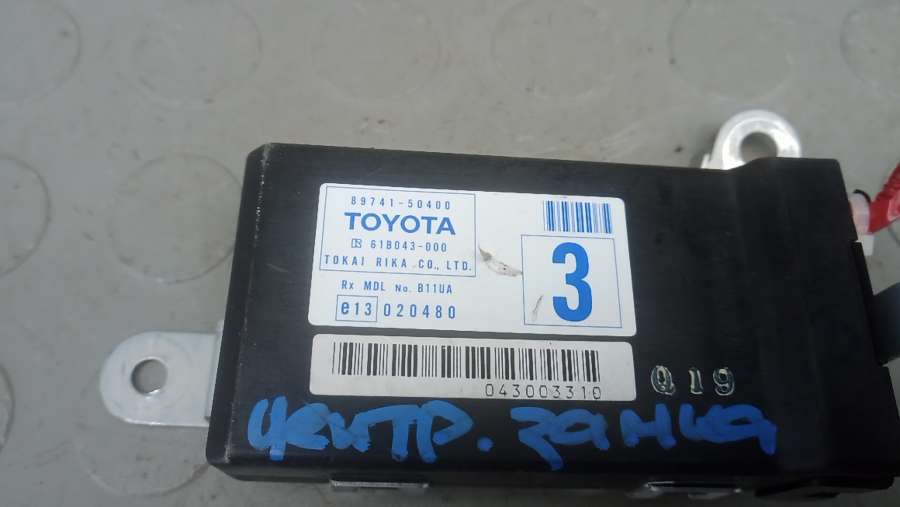 89741-50400
TOYOTA
61B043-000
TOKAI RIKA CO., LTD.
Rx MDL No. B11UA
e13 020480
3
043003310
Q19
центр. замка